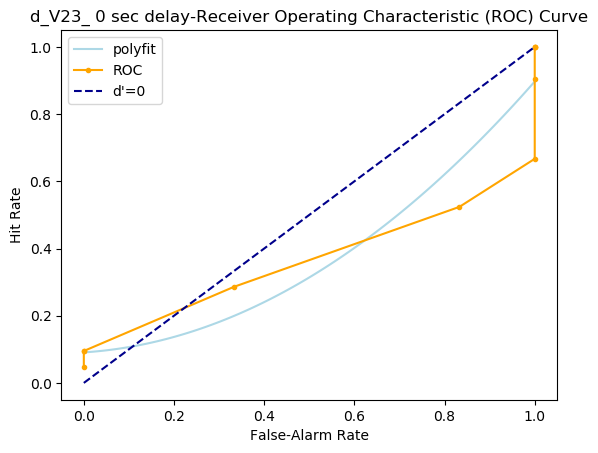 d_V23_ 0 sec delay-Receiver Operating Characteristic (ROC) Curve
polyfit
ROC
d'=0
1.0
0.8
0.6
0.4
0.2
0.0
Hit Rate
0.0 0.2 0.4 0.6 0.8 1.0
False-Alarm Rate